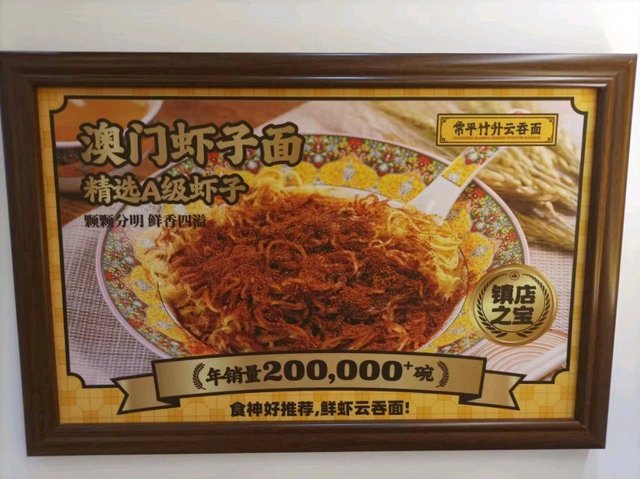 常平竹升云吞面
澳门虾子面
精选A级虾子
颗颗分明 鲜香四溢
镇店
之宝
年销量200,000+碗
食神好推荐,鲜虾云吞面!